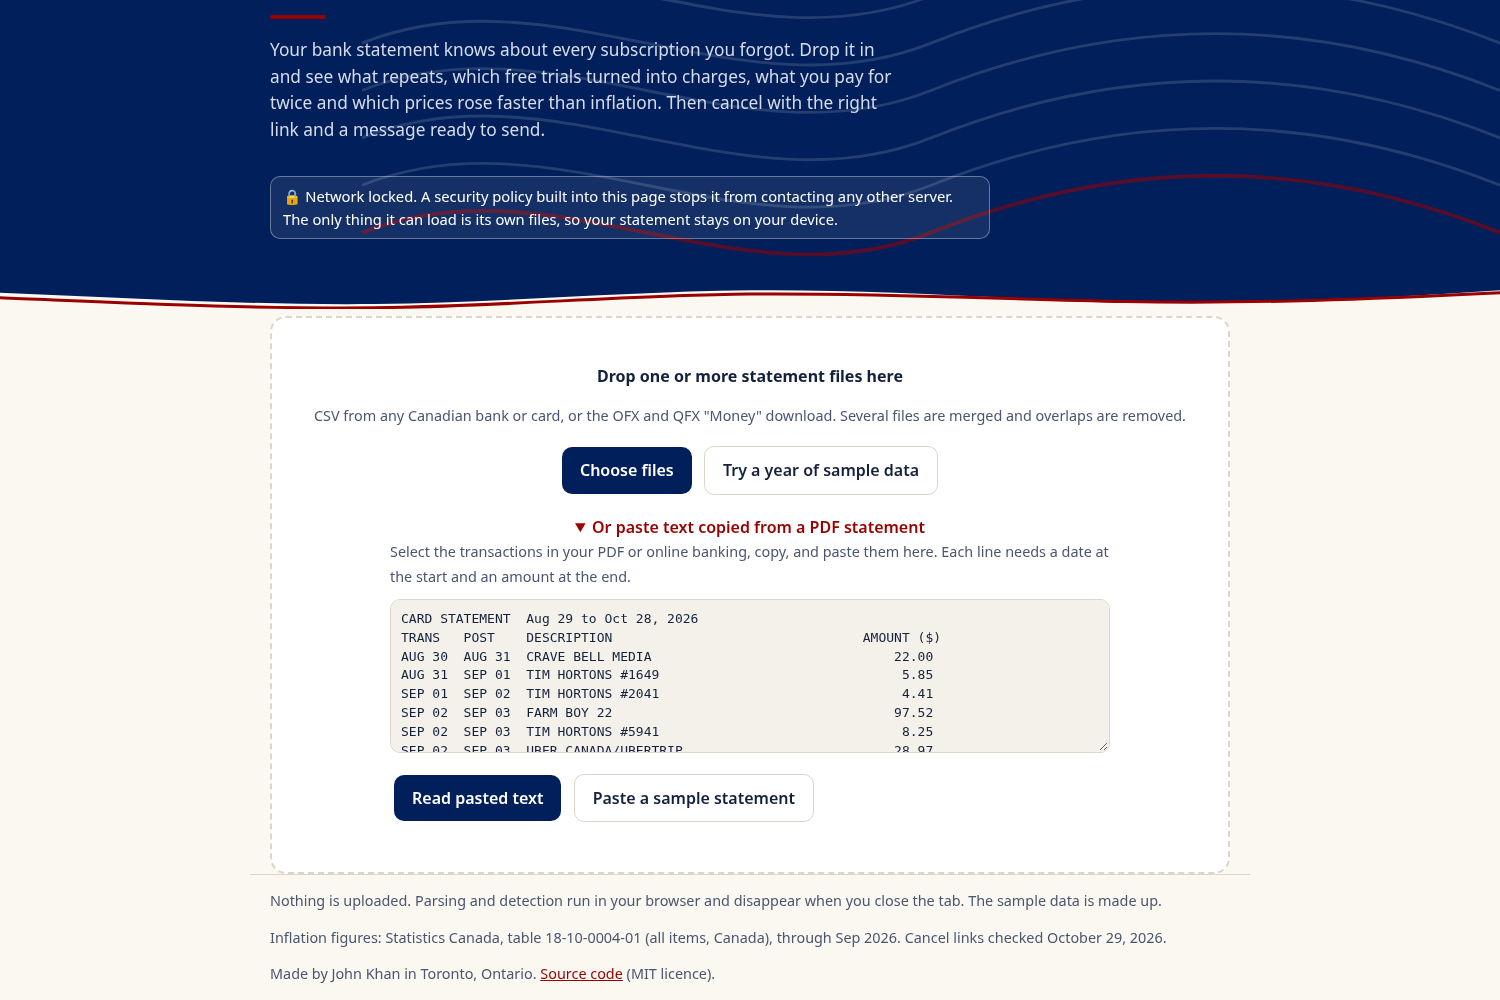 Your bank statement knows about every subscription you forgot. Drop it in
and see what repeats, which free trials turned into charges, what you pay for
twice and which prices rose faster than inflation. Then cancel with the right
link and a message ready to send.
🔒 Network locked. A security policy built into this page stops it from contacting any other server.
The only thing it can load is its own files, so your statement stays on your device.
Drop one or more statement files here
CSV from any Canadian bank or card, or the OFX and QFX "Money" download. Several files are merged and overlaps are removed.
Choose files
Try a year of sample data
▼ Or paste text copied from a PDF statement
Select the transactions in your PDF or online banking, copy, and paste them here. Each line needs a date at
the start and an amount at the end.
CARD STATEMENT  Aug 29 to Oct 28, 2026
TRANS   POST    DESCRIPTION                                AMOUNT ($)
AUG 30  AUG 31  CRAVE BELL MEDIA                               22.00
AUG 31  SEP 01  TIM HORTONS #1649                               5.85
SEP 01  SEP 02  TIM HORTONS #2041                               4.41
SEP 02  SEP 03  FARM BOY 22                                    97.52
SEP 02  SEP 03  TIM HORTONS #5941                               8.25
SEP 02  SEP 03  UBER CANADA/UBERTRIP                           28.97
Read pasted text
Paste a sample statement
Nothing is uploaded. Parsing and detection run in your browser and disappear when you close the tab. The sample data is made up.
Inflation figures: Statistics Canada, table 18-10-0004-01 (all items, Canada), through Sep 2026. Cancel links checked October 29, 2026.
Made by John Khan in Toronto, Ontario. Source code (MIT licence).